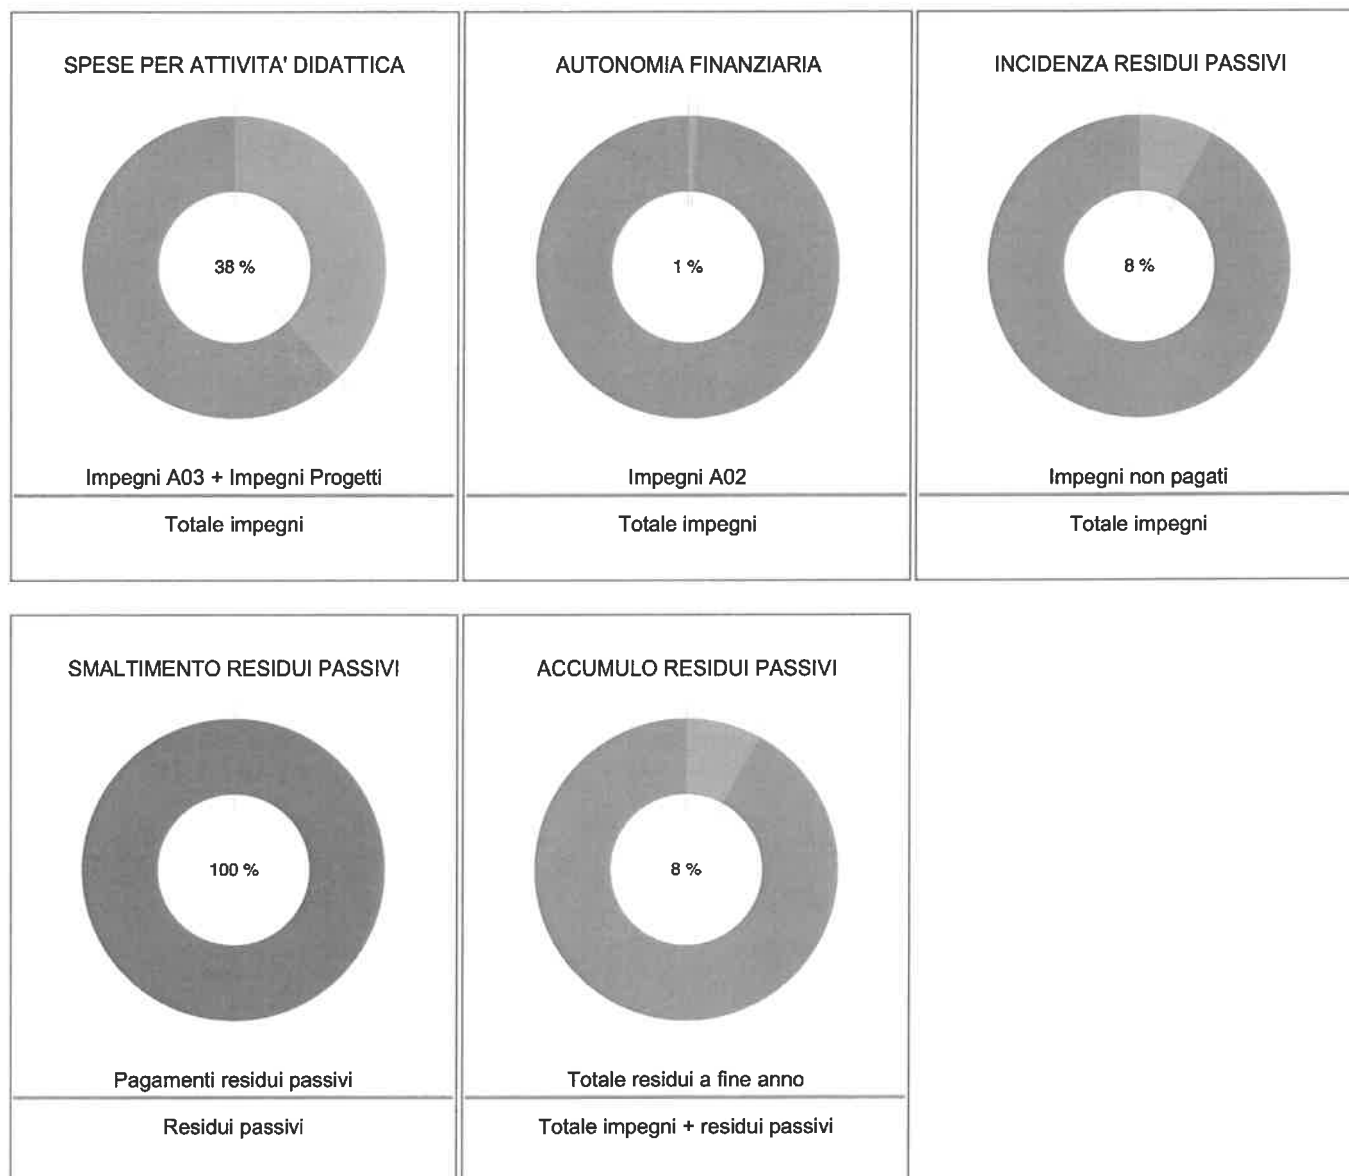 SPESE PER ATTIVITA' DIDATTICA
38 %
Impegni A03 + Impegni Progetti
Totale impegni
AUTONOMIA FINANZIARIA
1 %
Impegni A02
Totale impegni
INCIDENZA RESIDUI PASSIVI
8 %
Impegni non pagati
Totale impegni
SMALTIMENTO RESIDUI PASSIVI
100 %
Pagamenti residui passivi
Residui passivi
ACCUMULO RESIDUI PASSIVI
8 %
Totale residui a fine anno
Totale impegni + residui passivi